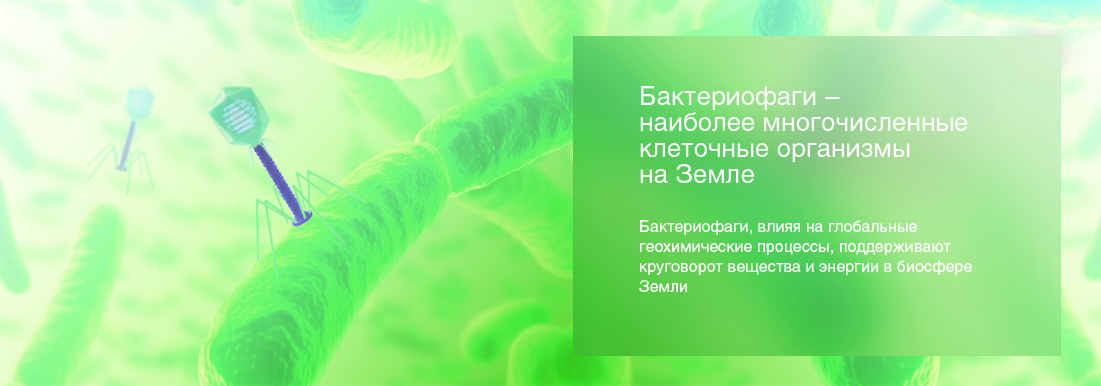 Бактериофаги –
наиболее многочисленные
клеточные организмы
на Земле
Бактериофаги, влияя на глобальные
геохимические процессы, поддерживают
круговорот вещества и энергии в биосфере
Земли